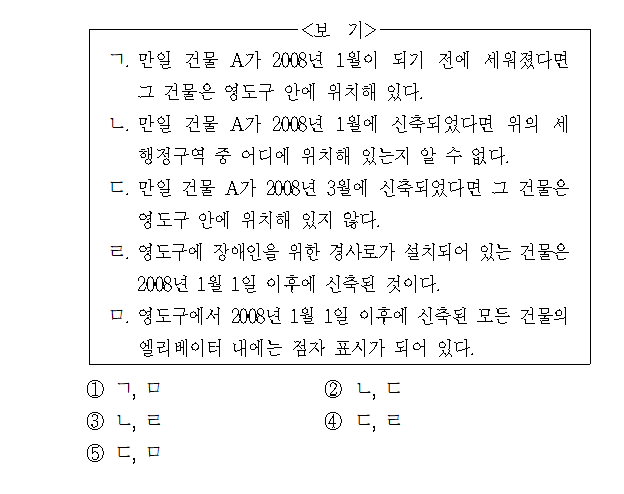 <보 기>
ㄱ. 만일 건물 A가 2008년 1월이 되기 전에 세워졌다면
그 건물은 영도구 안에 위치해 있다.
ㄴ. 만일 건물 A가 2008년 1월에 신축되었다면 위의 세
행정구역 중 어디에 위치해 있는지 알 수 없다.
ㄷ. 만일 건물 A가 2008년 3월에 신축되었다면 그 건물은
영도구 안에 위치해 있지 않다.
ㄹ. 영도구에 장애인을 위한 경사로가 설치되어 있는 건물은
2008년 1월 1일 이후에 신축된 것이다.
ㅁ. 영도구에서 2008년 1월 1일 이후에 신축된 모든 건물의
엘리베이터 내에는 점자 표시가 되어 있다.
① ㄱ, ㅁ ② ㄴ, ㄷ
③ ㄴ, ㄹ ④ ㄷ, ㄹ
⑤ ㄷ, ㅁ